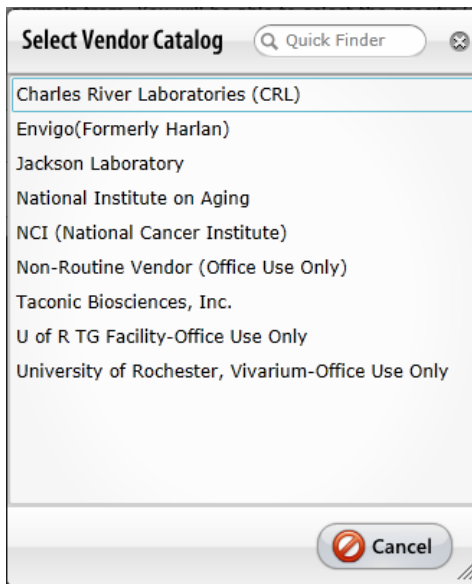 Select Vendor Catalog
Quick Finder
Charles River Laboratories (CRL)
Envigo(Formerly Harlan)
Jackson Laboratory
National Institute on Aging
NCI (National Cancer Institute)
Non-Routine Vendor (Office Use Only)
Taconic Biosciences, Inc.
U of R TG Facility-Office Use Only
University of Rochester, Vivarium-Office Use Only
Cancel